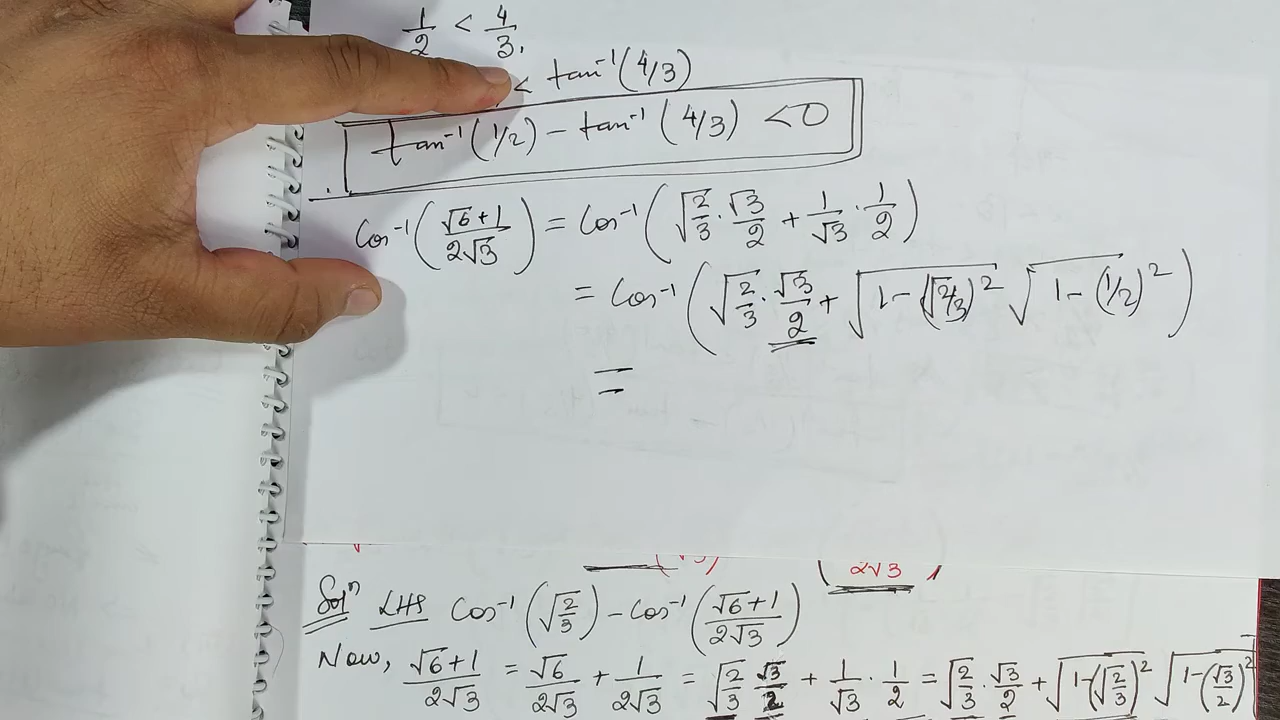 1/2 < 4/3.
< tan⁻¹(4/3)
tan⁻¹(1/2) − tan⁻¹(4/3) < 0
Cos⁻¹((√6+1)/(2√3)) = Cos⁻¹(√(2/3) · √3/2 + 1/√3 · 1/2)
= Cos⁻¹(√(2/3) · √3/2 + √(1−(√2/3)²) √(1−(1/2)²))
=
2√3
Solⁿ LHS Cos⁻¹(√(2/3)) − Cos⁻¹((√6+1)/(2√3))
Now, (√6+1)/(2√3) = √6/(2√3) + 1/(2√3) = √(2/3) √3/2 + 1/√3 · 1/2 = √(2/3) · √3/2 + √(1−(√(2/3))²) √(1−(√3/2)²)